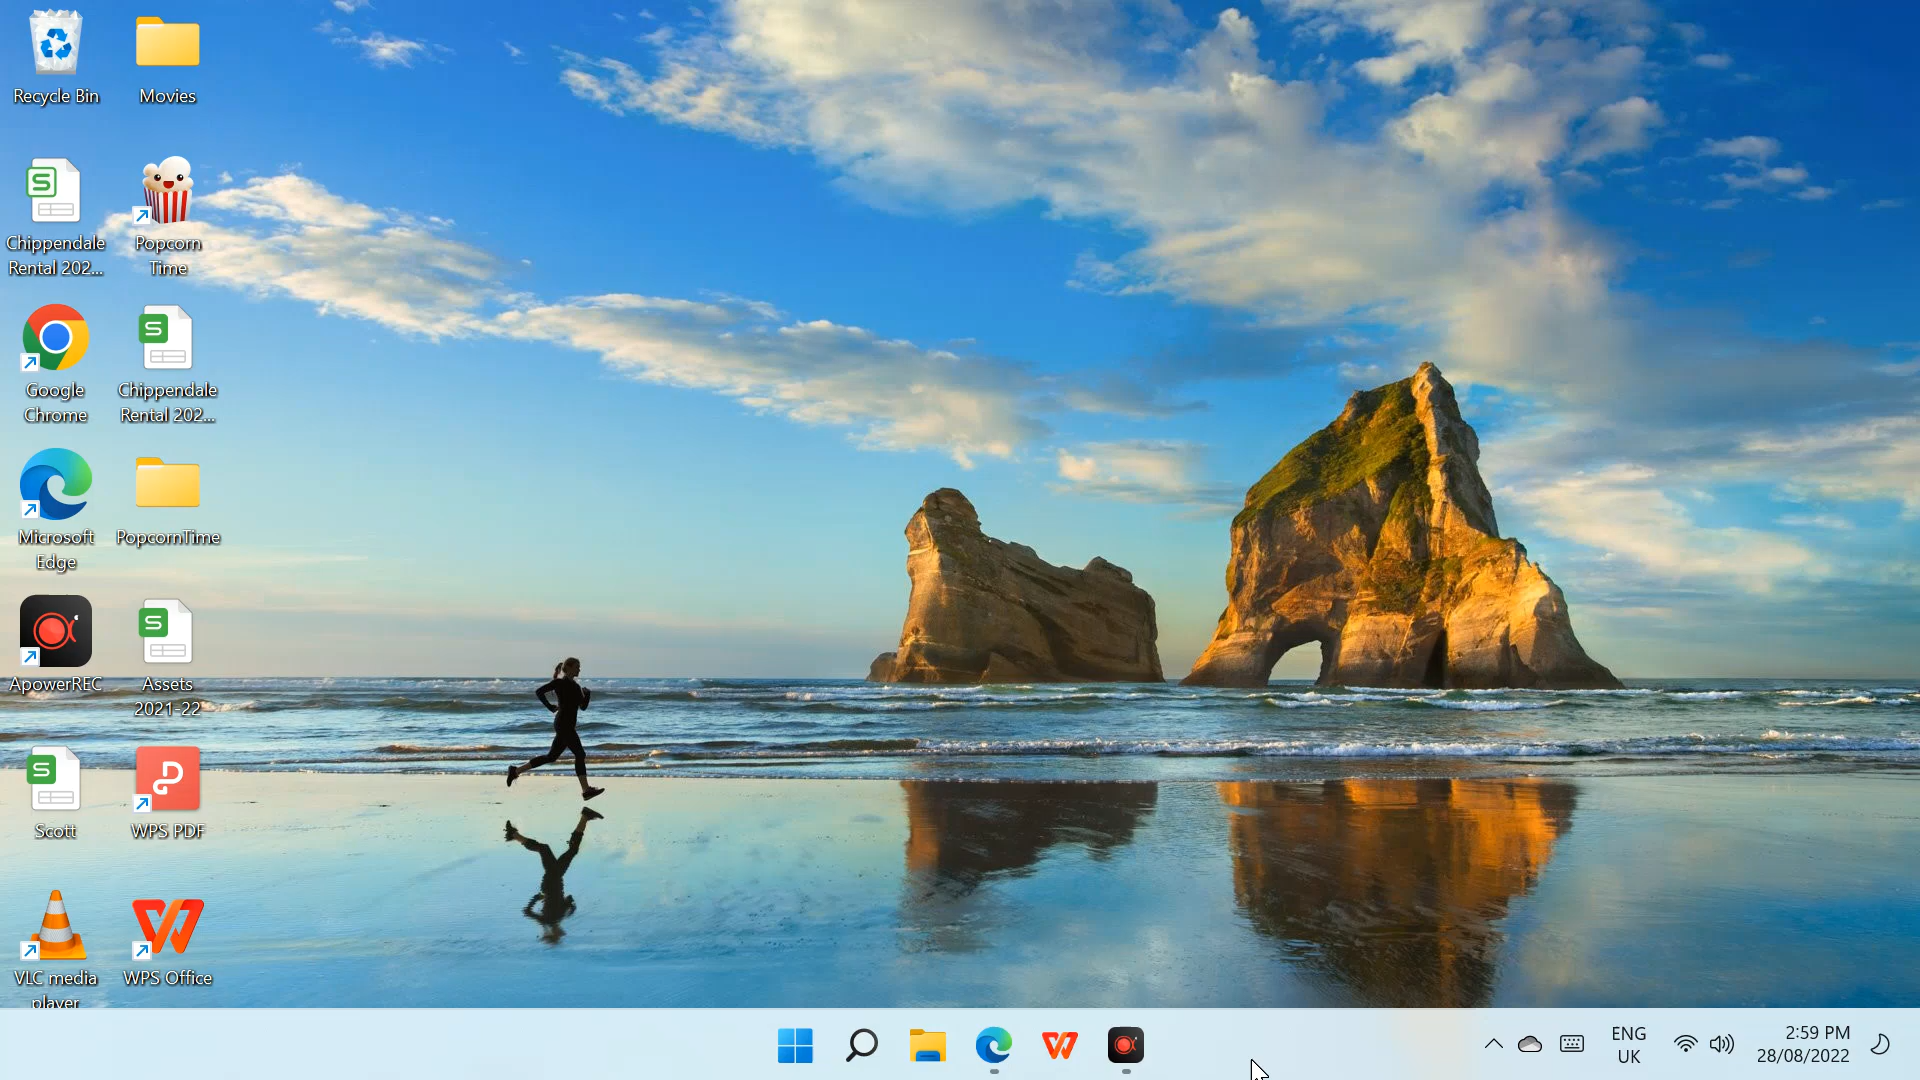 Recycle Bin
Movies
Chippendale
Rental 202...
Popcorn
Time
Google
Chrome
Chippendale
Rental 202...
Microsoft
Edge
PopcornTime
ApowerREC
Assets
2021-22
Scott
WPS PDF
VLC media
player
WPS Office
ENG
UK
2:59 PM
28/08/2022